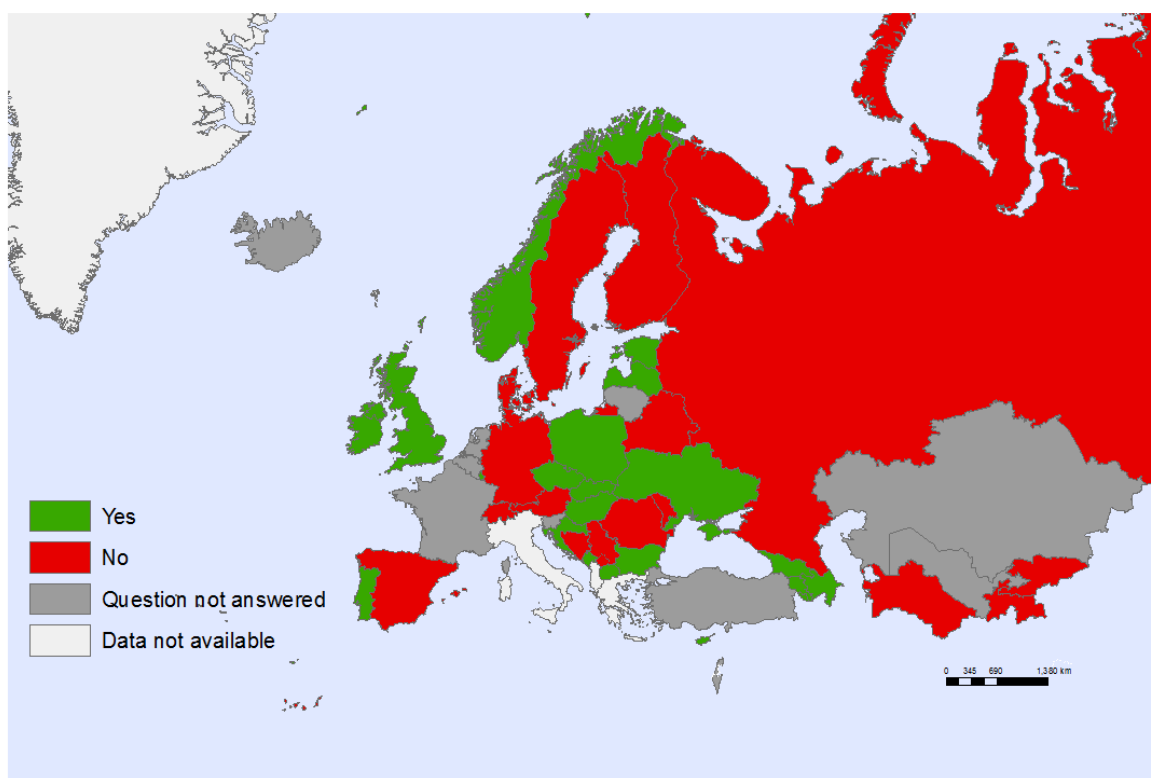 Yes
No
Question not answered
Data not available
0 345 690 1,380 km